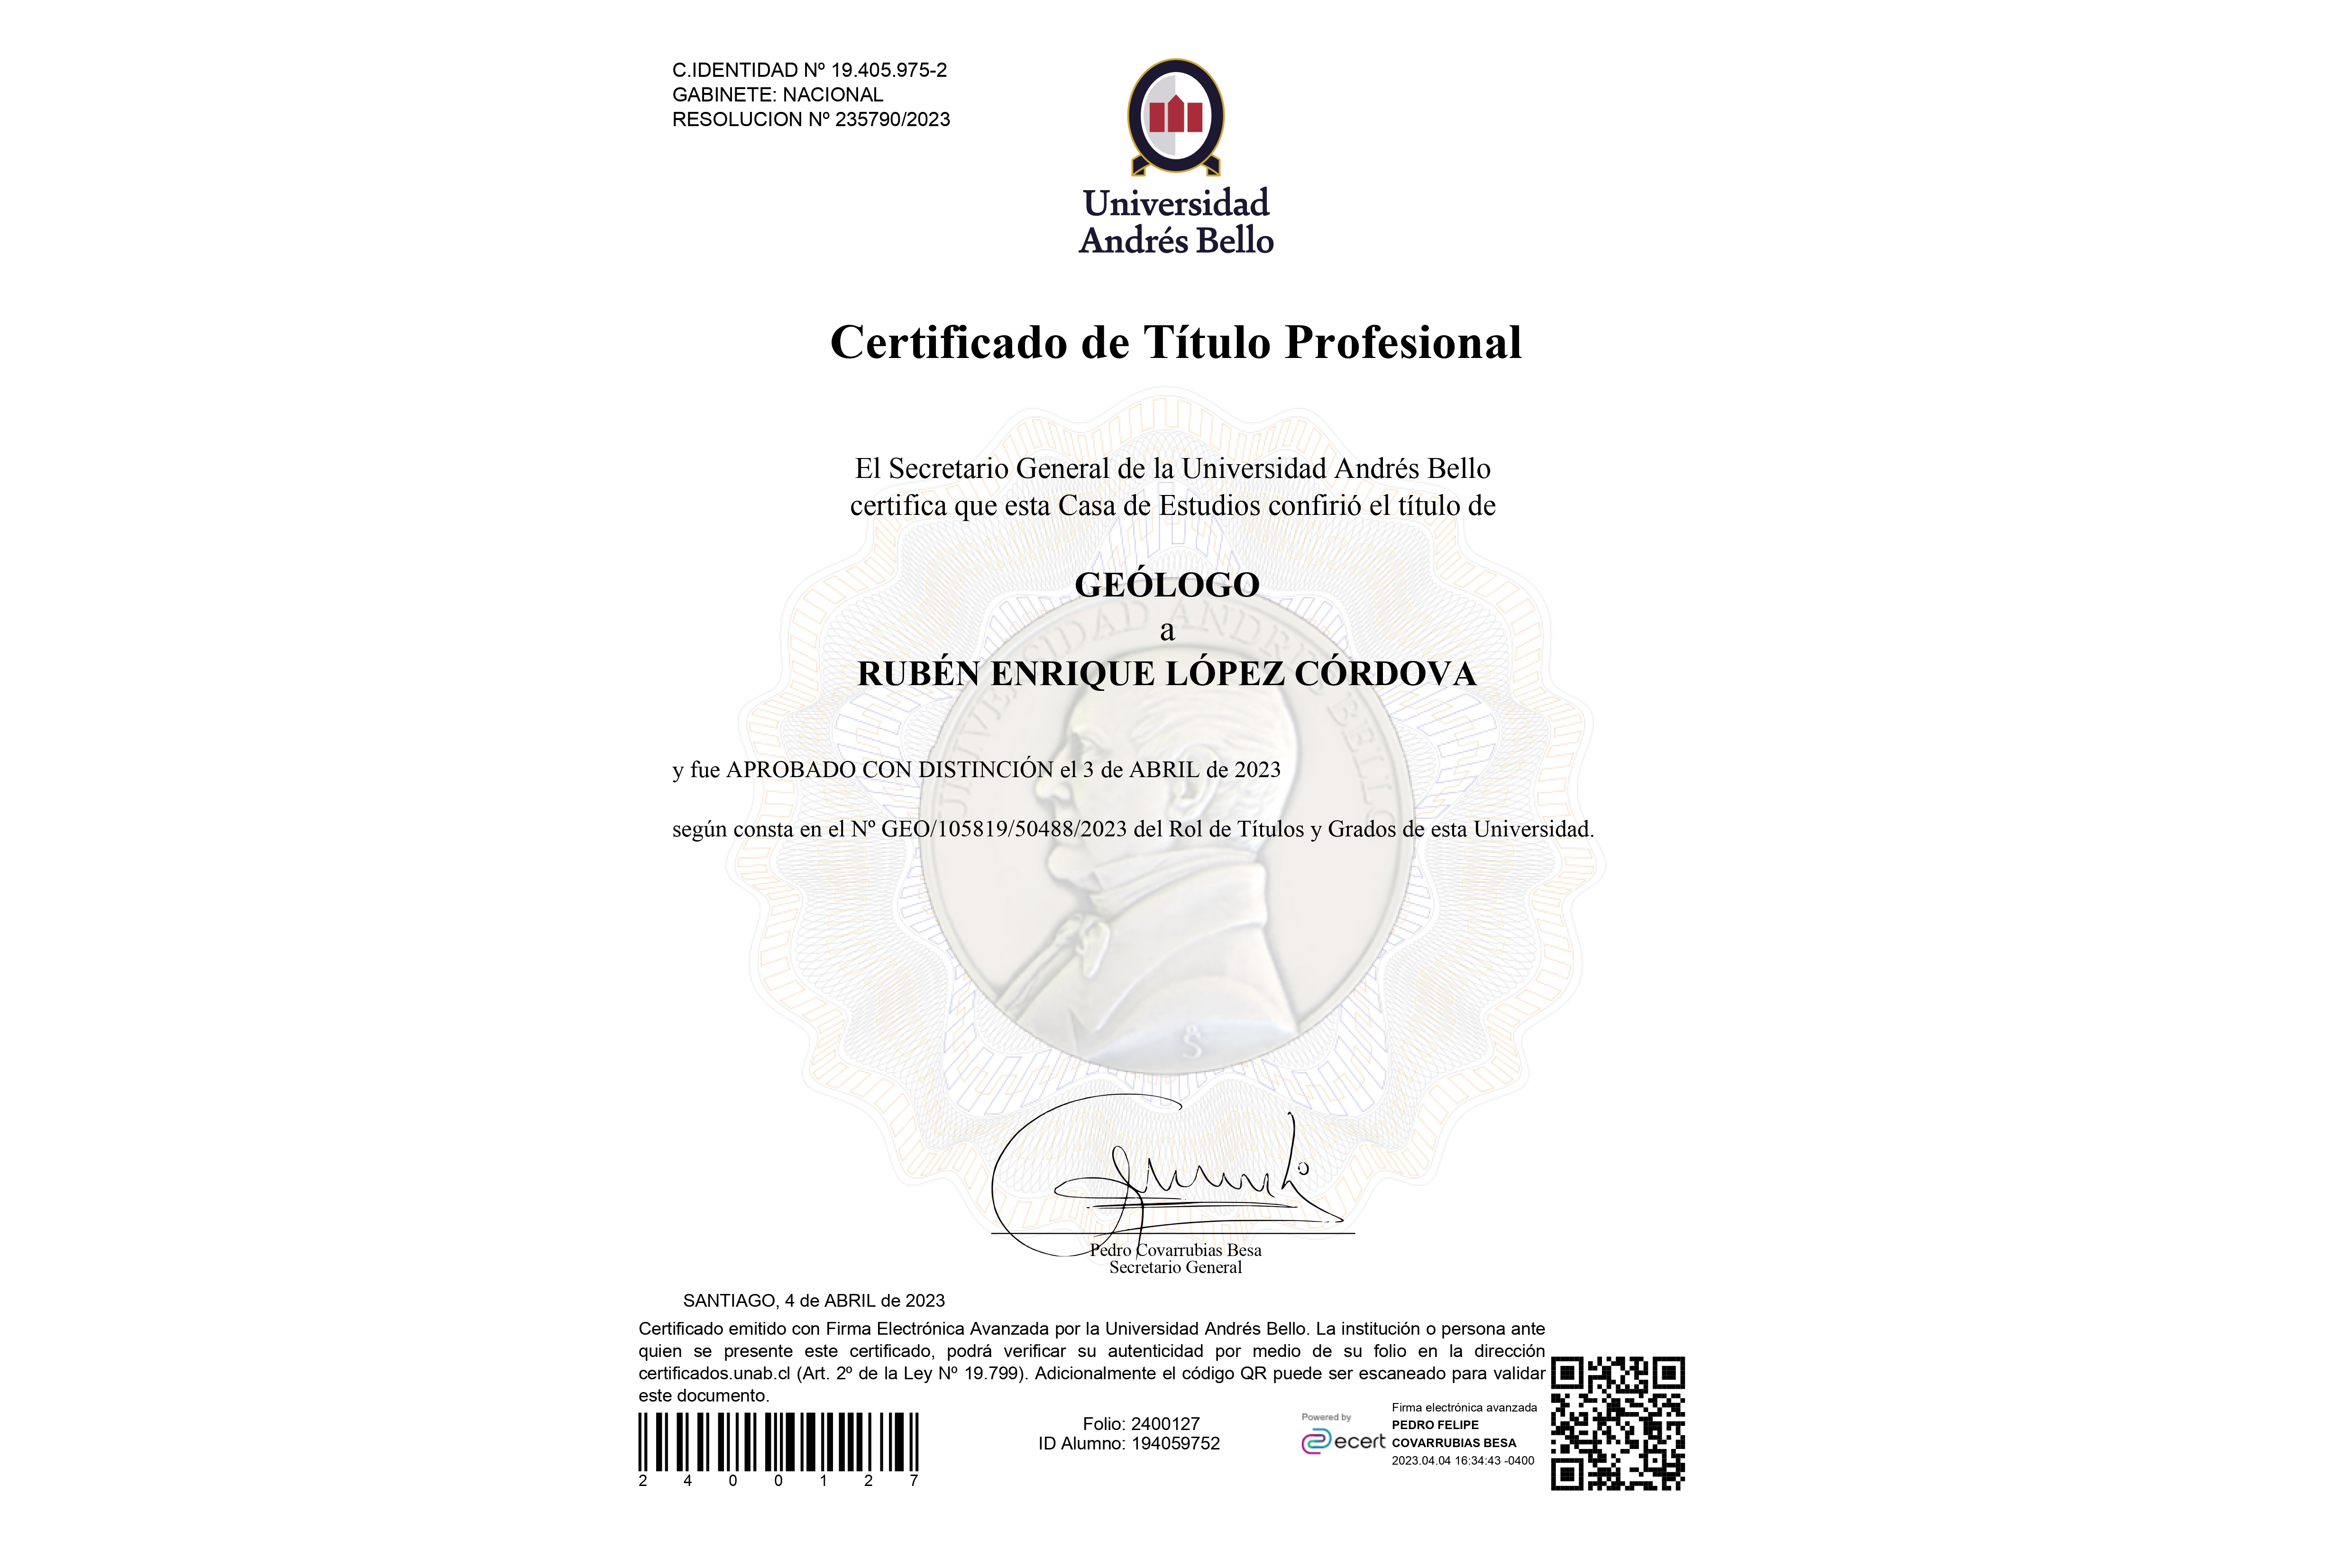 C.IDENTIDAD Nº 19.405.975-2
GABINETE: NACIONAL
RESOLUCION Nº 235790/2023
Universidad
Andrés Bello
Certificado de Título Profesional
El Secretario General de la Universidad Andrés Bello
certifica que esta Casa de Estudios confirió el título de
GEÓLOGO
a
RUBÉN ENRIQUE LÓPEZ CÓRDOVA
UNIVERSIDAD ANDRES BELLO
y fue APROBADO CON DISTINCIÓN el 3 de ABRIL de 2023
según consta en el Nº GEO/105819/50488/2023 del Rol de Títulos y Grados de esta Universidad.
Pedro Covarrubias Besa
Secretario General
SANTIAGO, 4 de ABRIL de 2023
Certificado emitido con Firma Electrónica Avanzada por la Universidad Andrés Bello. La institución o persona ante
quien se presente este certificado, podrá verificar su autenticidad por medio de su folio en la dirección
certificados.unab.cl (Art. 2º de la Ley Nº 19.799). Adicionalmente el código QR puede ser escaneado para validar
este documento.
2 4 0 0 1 2 7
Folio: 2400127
ID Alumno: 194059752
Powered by
ecert
Firma electrónica avanzada
PEDRO FELIPE
COVARRUBIAS BESA
2023.04.04 16:34:43 -0400